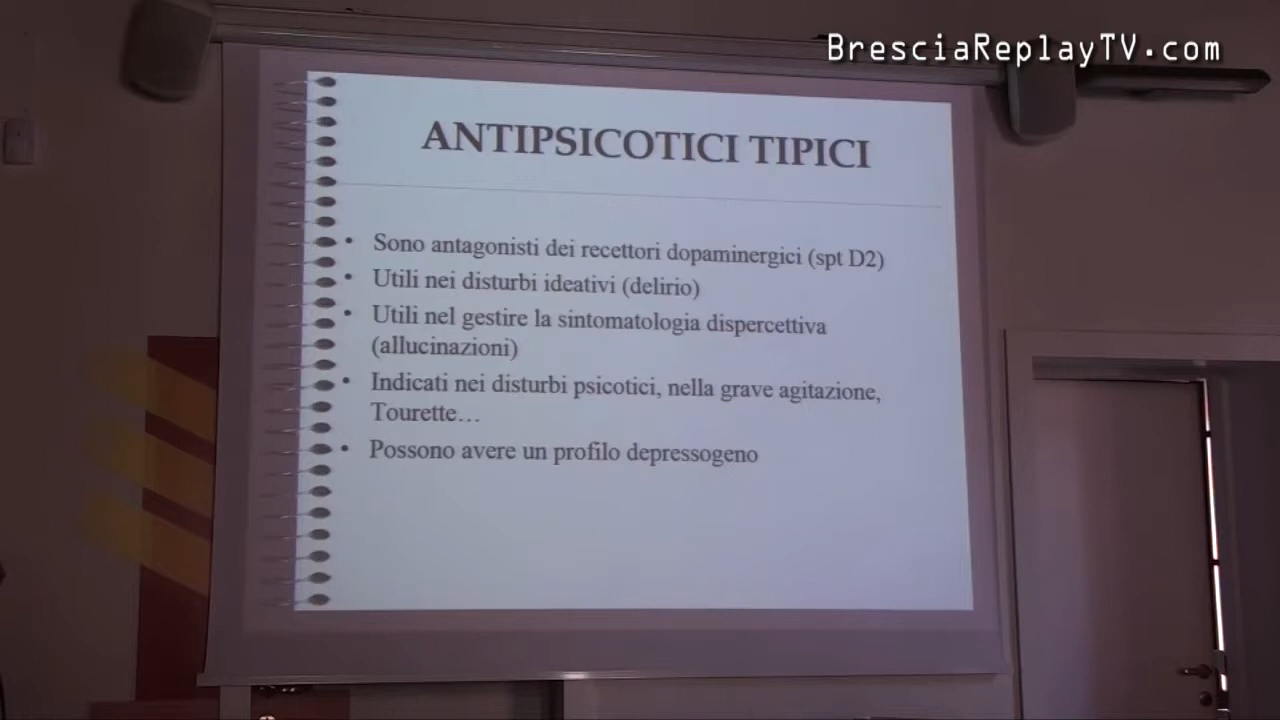 BresciaReplayTV.com
ANTIPSICOTICI TIPICI
• Sono antagonisti dei recettori dopaminergici (spt D2)
• Utili nei disturbi ideativi (delirio)
• Utili nel gestire la sintomatologia dispercettiva
(allucinazioni)
• Indicati nei disturbi psicotici, nella grave agitazione,
Tourette…
• Possono avere un profilo depressogeno